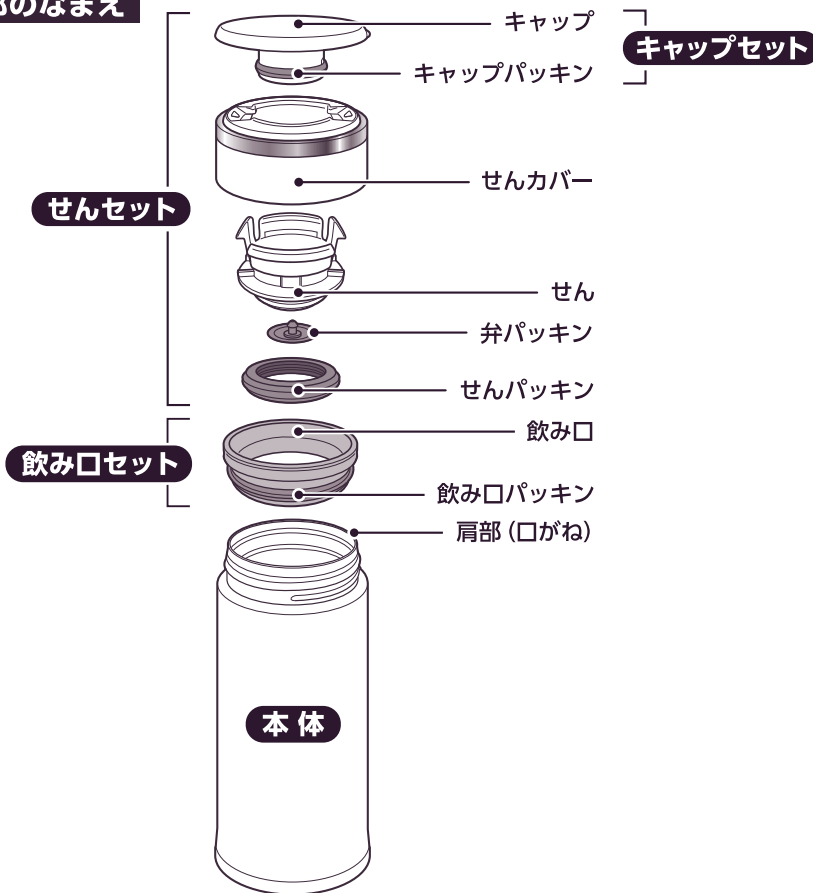 のなまえ
キャップ
キャップセット
キャップパッキン
せんカバー
せんセット
せん
弁パッキン
せんパッキン
飲み口
飲み口セット
飲み口パッキン
肩部(口がね)
本体